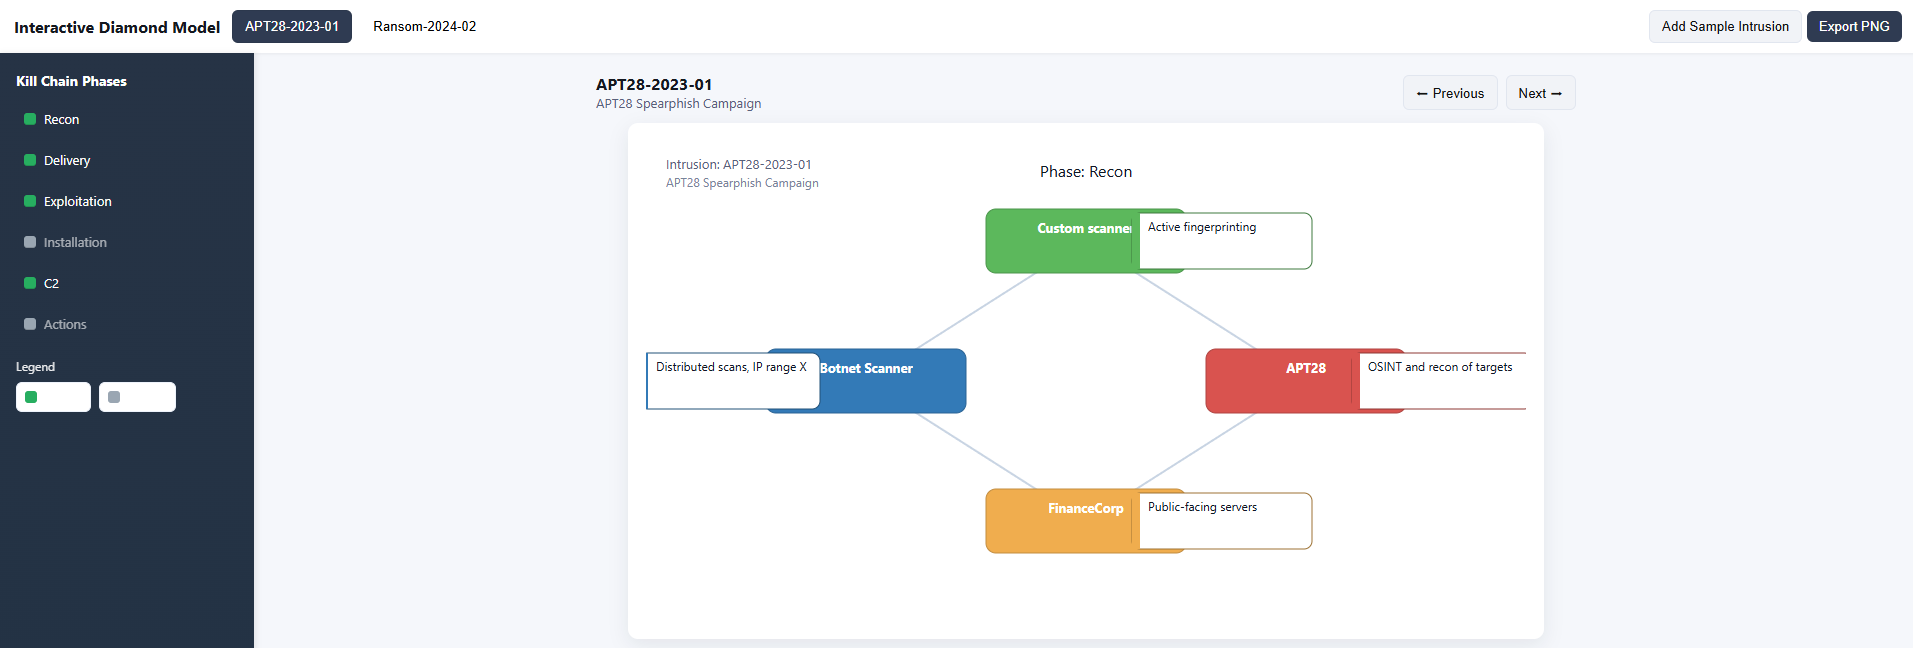 Interactive Diamond Model
APT28-2023-01
Ransom-2024-02
Add Sample Intrusion
Export PNG
Kill Chain Phases
Recon
Delivery
Exploitation
Installation
C2
Actions
Legend
APT28-2023-01
APT28 Spearphish Campaign
← Previous
Next →
Intrusion: APT28-2023-01
APT28 Spearphish Campaign
Phase: Recon
Custom scanner
Active fingerprinting
Distributed scans, IP range X
Botnet Scanner
APT28
OSINT and recon of targets
FinanceCorp
Public-facing servers